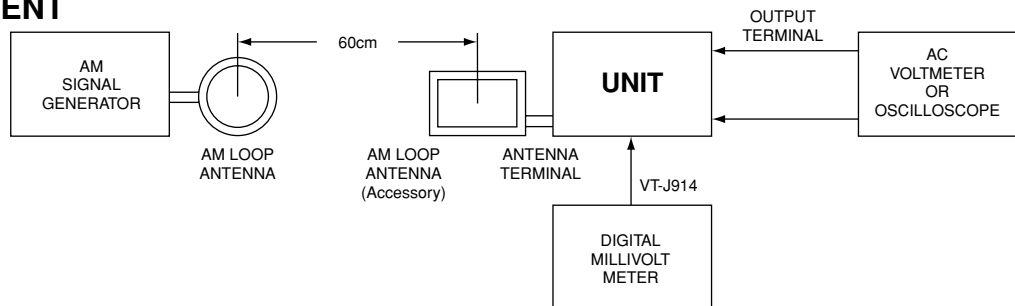 ENT
AM
SIGNAL
GENERATOR
60cm
UNIT
OUTPUT
TERMINAL
AC
VOLTMETER
OR
OSCILLOSCOPE
AM LOOP
ANTENNA
AM LOOP
ANTENNA
(Accessory)
ANTENNA
TERMINAL
VT-J914
DIGITAL
MILLIVOLT
METER